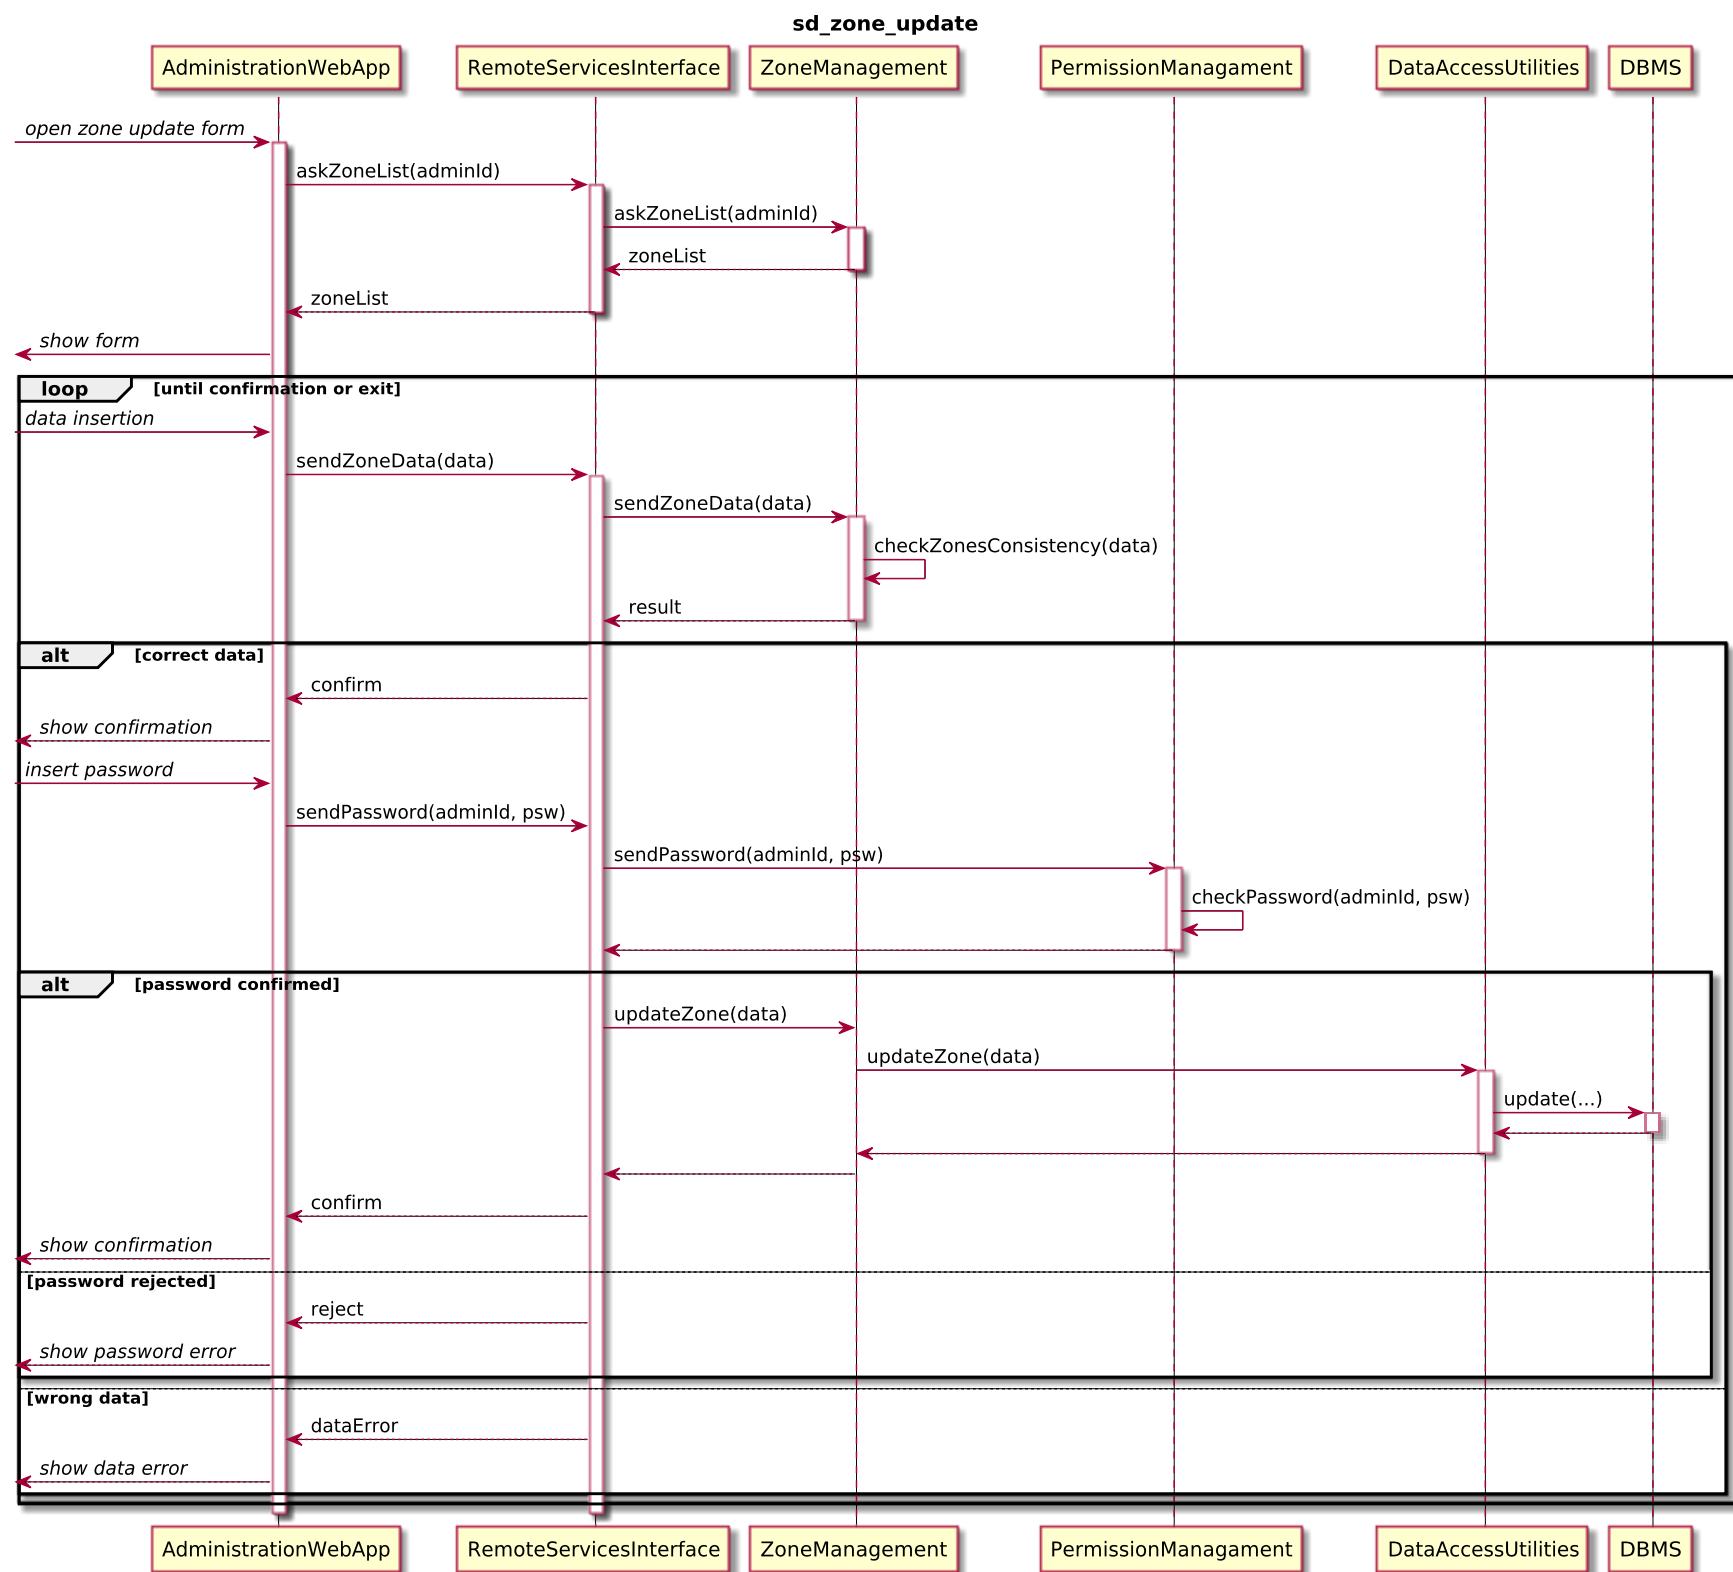 sd_zone_update
AdministrationWebApp RemoteServicesInterface ZoneManagement PermissionManagament DataAccessUtilities DBMS
open zone update form
askZoneList(adminId)
askZoneList(adminId)
zoneList
zoneList
show form
loop [until confirmation or exit]
data insertion
sendZoneData(data)
sendZoneData(data)
checkZonesConsistency(data)
result
alt [correct data]
confirm
show confirmation
insert password
sendPassword(adminId, psw)
sendPassword(adminId, psw)
checkPassword(adminId, psw)
alt [password confirmed]
updateZone(data)
updateZone(data)
update(...)
confirm
show confirmation
[password rejected]
reject
show password error
[wrong data]
dataError
show data error
AdministrationWebApp RemoteServicesInterface ZoneManagement PermissionManagament DataAccessUtilities DBMS